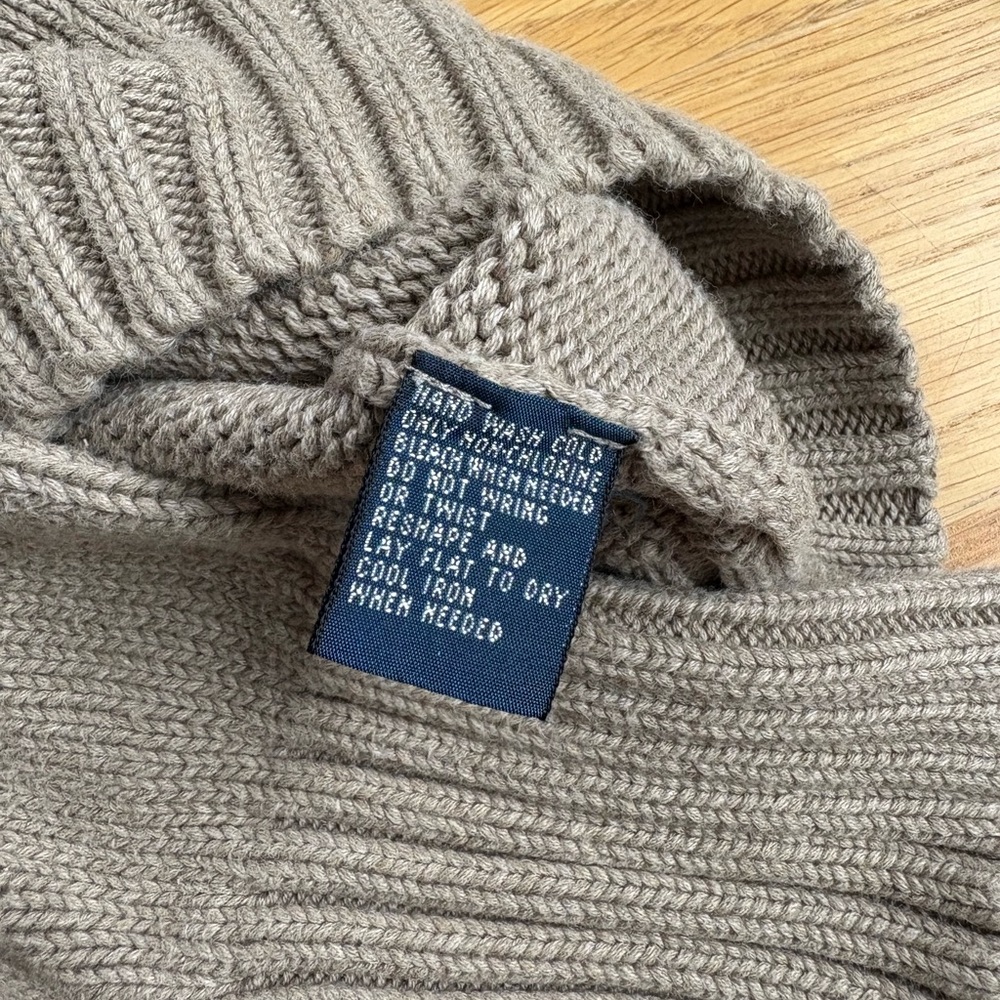 HAND WASH COLD
ONLY NON-CHLORINE
BLEACH WHEN NEEDED
DO NOT WRING
OR TWIST
RESHAPE AND
LAY FLAT TO DRY
COOL IRON
WHEN NEEDED